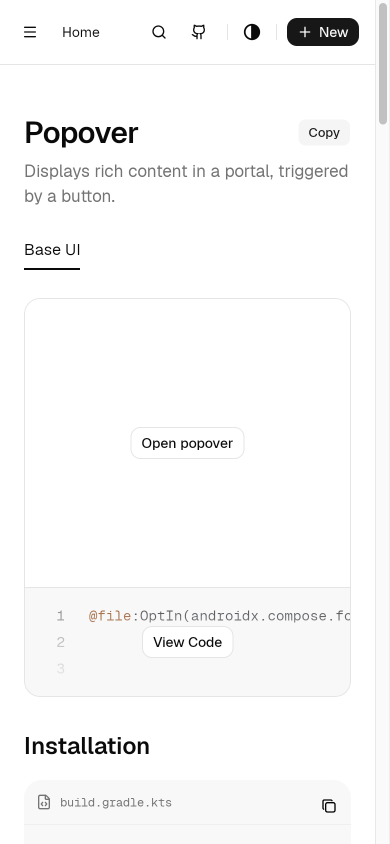 Home
New
Popover
Copy
Displays rich content in a portal, triggered
by a button.
Base UI
Open popover
1 @file:OptIn(androidx.compose.fo
2
View Code
3
Installation
build.gradle.kts